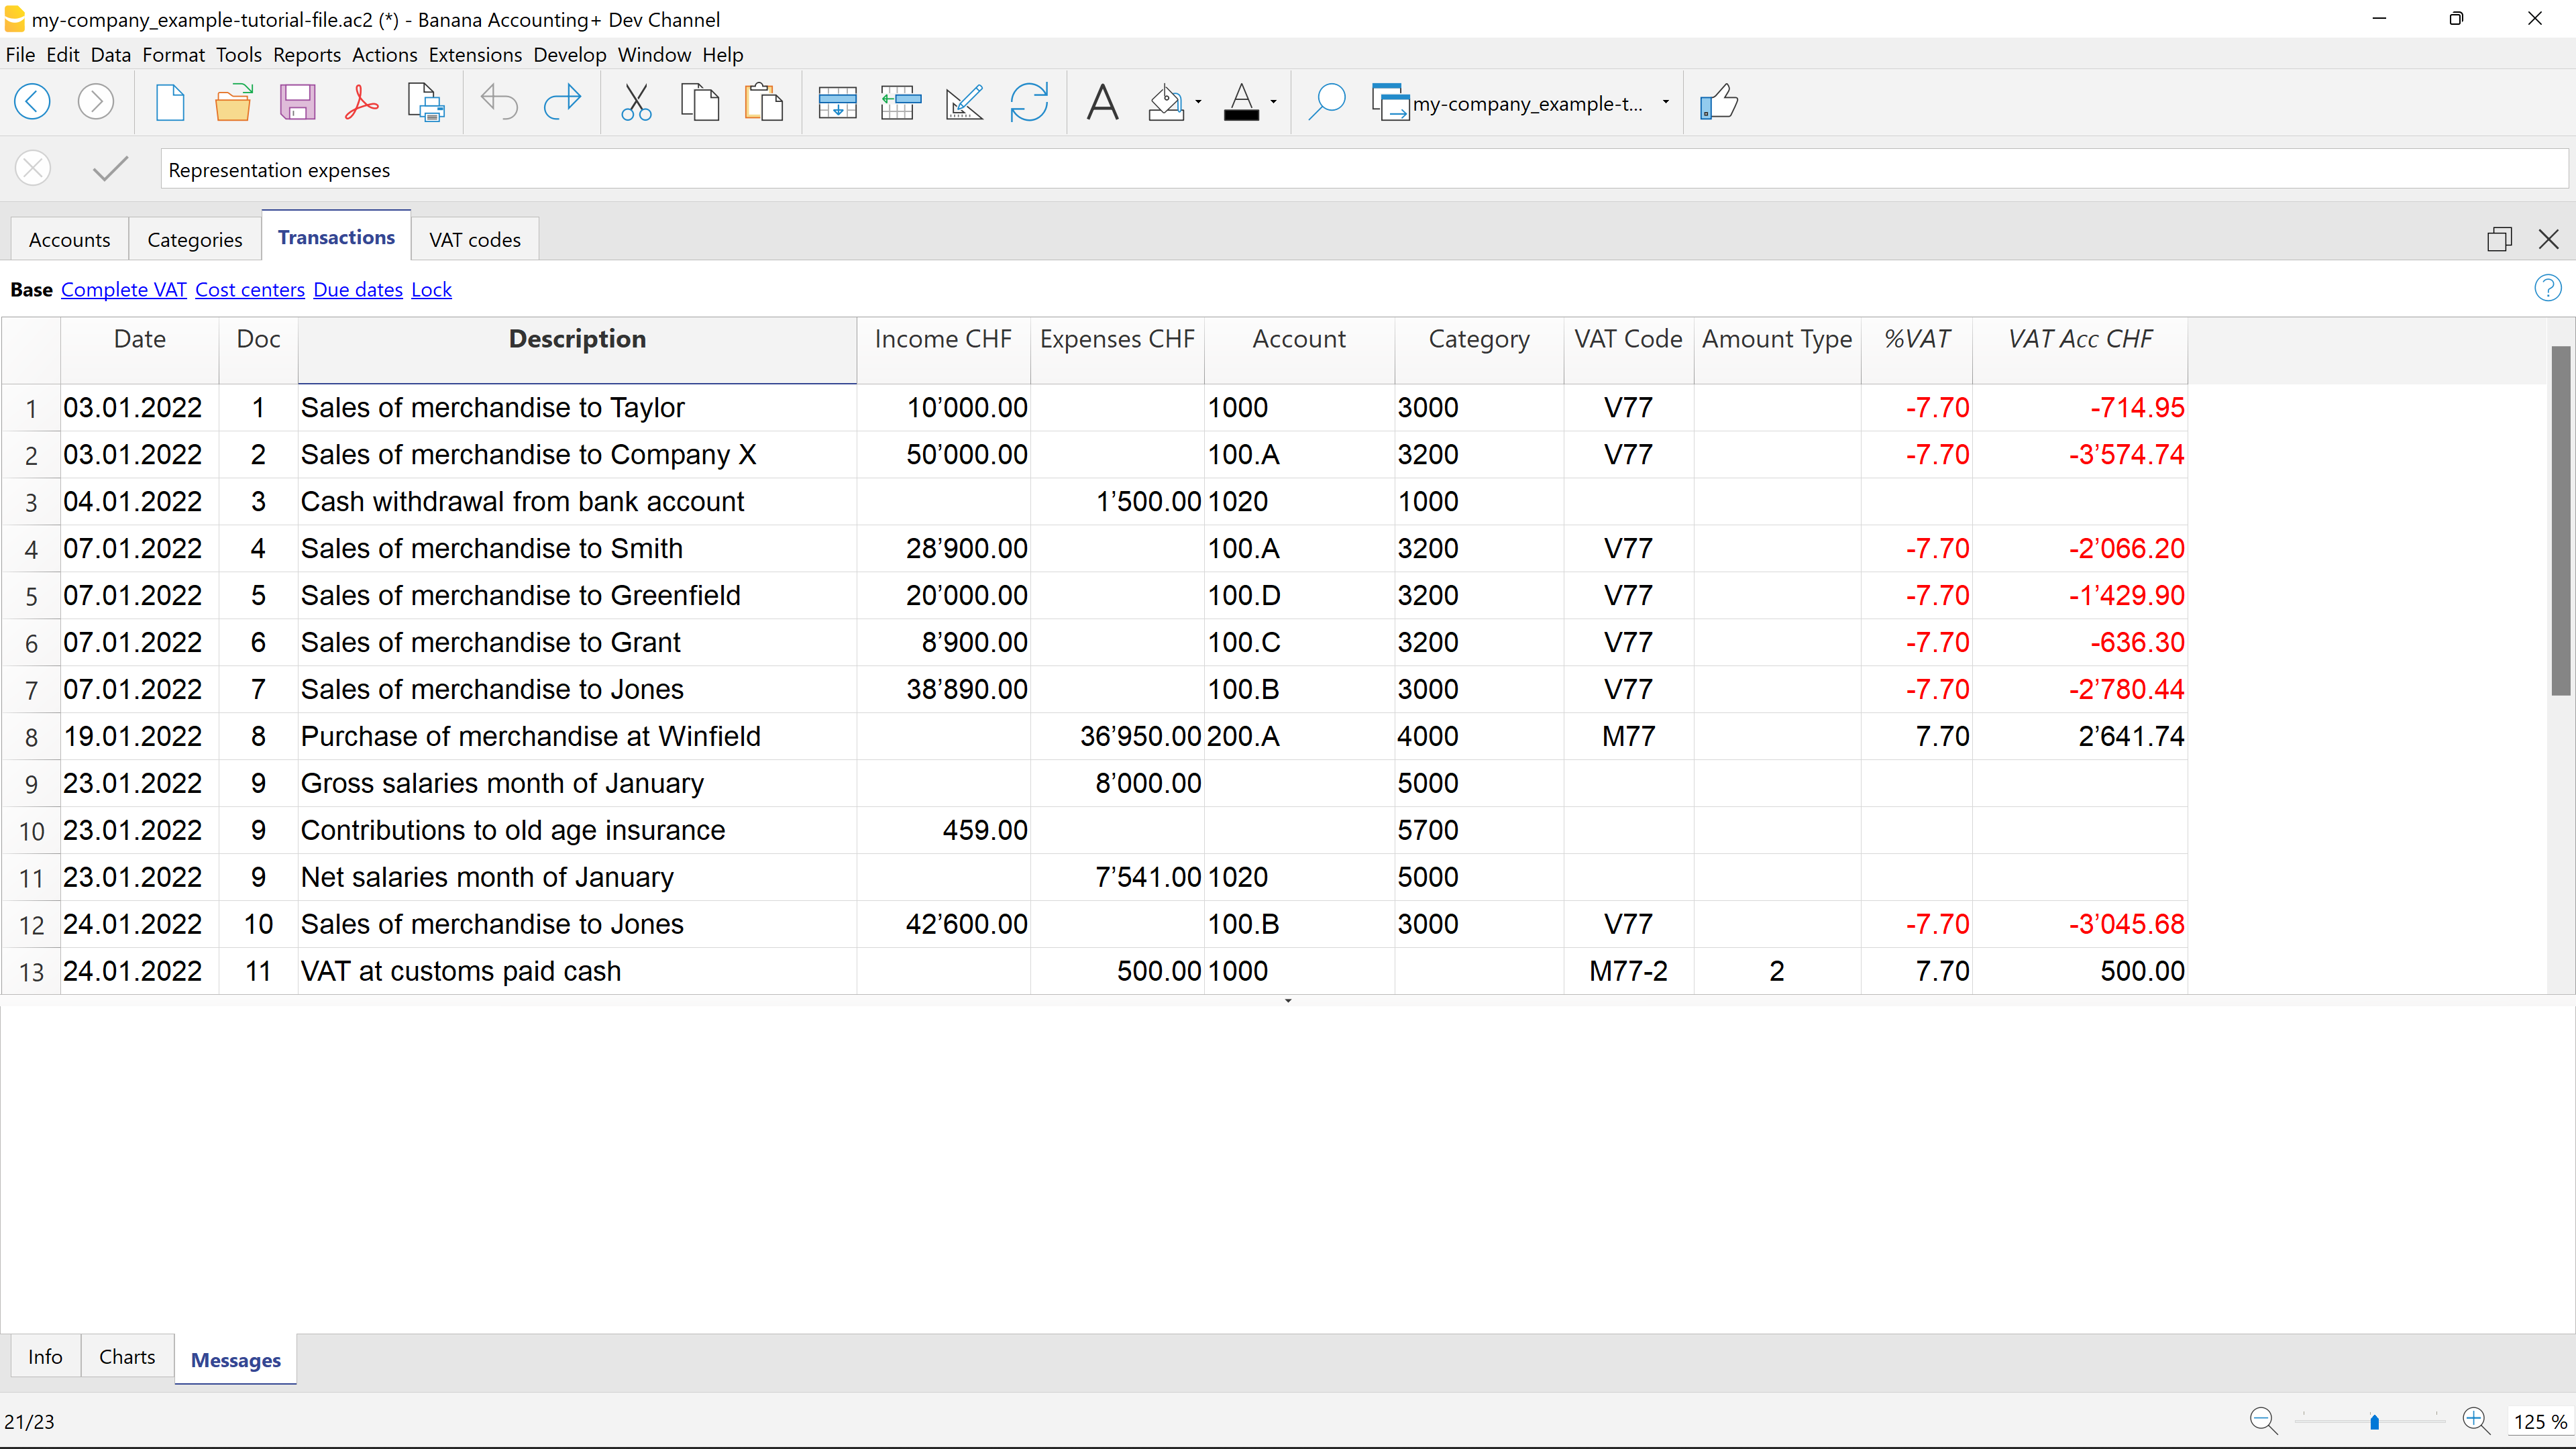 my-company_example-tutorial-file.ac2 (*) - Banana Accounting+ Dev Channel
File Edit Data Format Tools Reports Actions Extensions Develop Window Help
my-company_example-t...
Representation expenses
Accounts Categories Transactions VAT codes
Base Complete VAT Cost centers Due dates Lock
Date Doc Description Income CHF Expenses CHF Account Category VAT Code Amount Type %VAT VAT Acc CHF
1 03.01.2022 1 Sales of merchandise to Taylor 10’000.00 1000 3000 V77 -7.70 -714.95
2 03.01.2022 2 Sales of merchandise to Company X 50’000.00 100.A 3200 V77 -7.70 -3’574.74
3 04.01.2022 3 Cash withdrawal from bank account 1’500.00 1020 1000
4 07.01.2022 4 Sales of merchandise to Smith 28’900.00 100.A 3200 V77 -7.70 -2’066.20
5 07.01.2022 5 Sales of merchandise to Greenfield 20’000.00 100.D 3200 V77 -7.70 -1’429.90
6 07.01.2022 6 Sales of merchandise to Grant 8’900.00 100.C 3200 V77 -7.70 -636.30
7 07.01.2022 7 Sales of merchandise to Jones 38’890.00 100.B 3000 V77 -7.70 -2’780.44
8 19.01.2022 8 Purchase of merchandise at Winfield 36’950.00 200.A 4000 M77 7.70 2’641.74
9 23.01.2022 9 Gross salaries month of January 8’000.00 5000
10 23.01.2022 9 Contributions to old age insurance 459.00 5700
11 23.01.2022 9 Net salaries month of January 7’541.00 1020 5000
12 24.01.2022 10 Sales of merchandise to Jones 42’600.00 100.B 3000 V77 -7.70 -3’045.68
13 24.01.2022 11 VAT at customs paid cash 500.00 1000 M77-2 2 7.70 500.00
Info Charts Messages
21/23 125 %